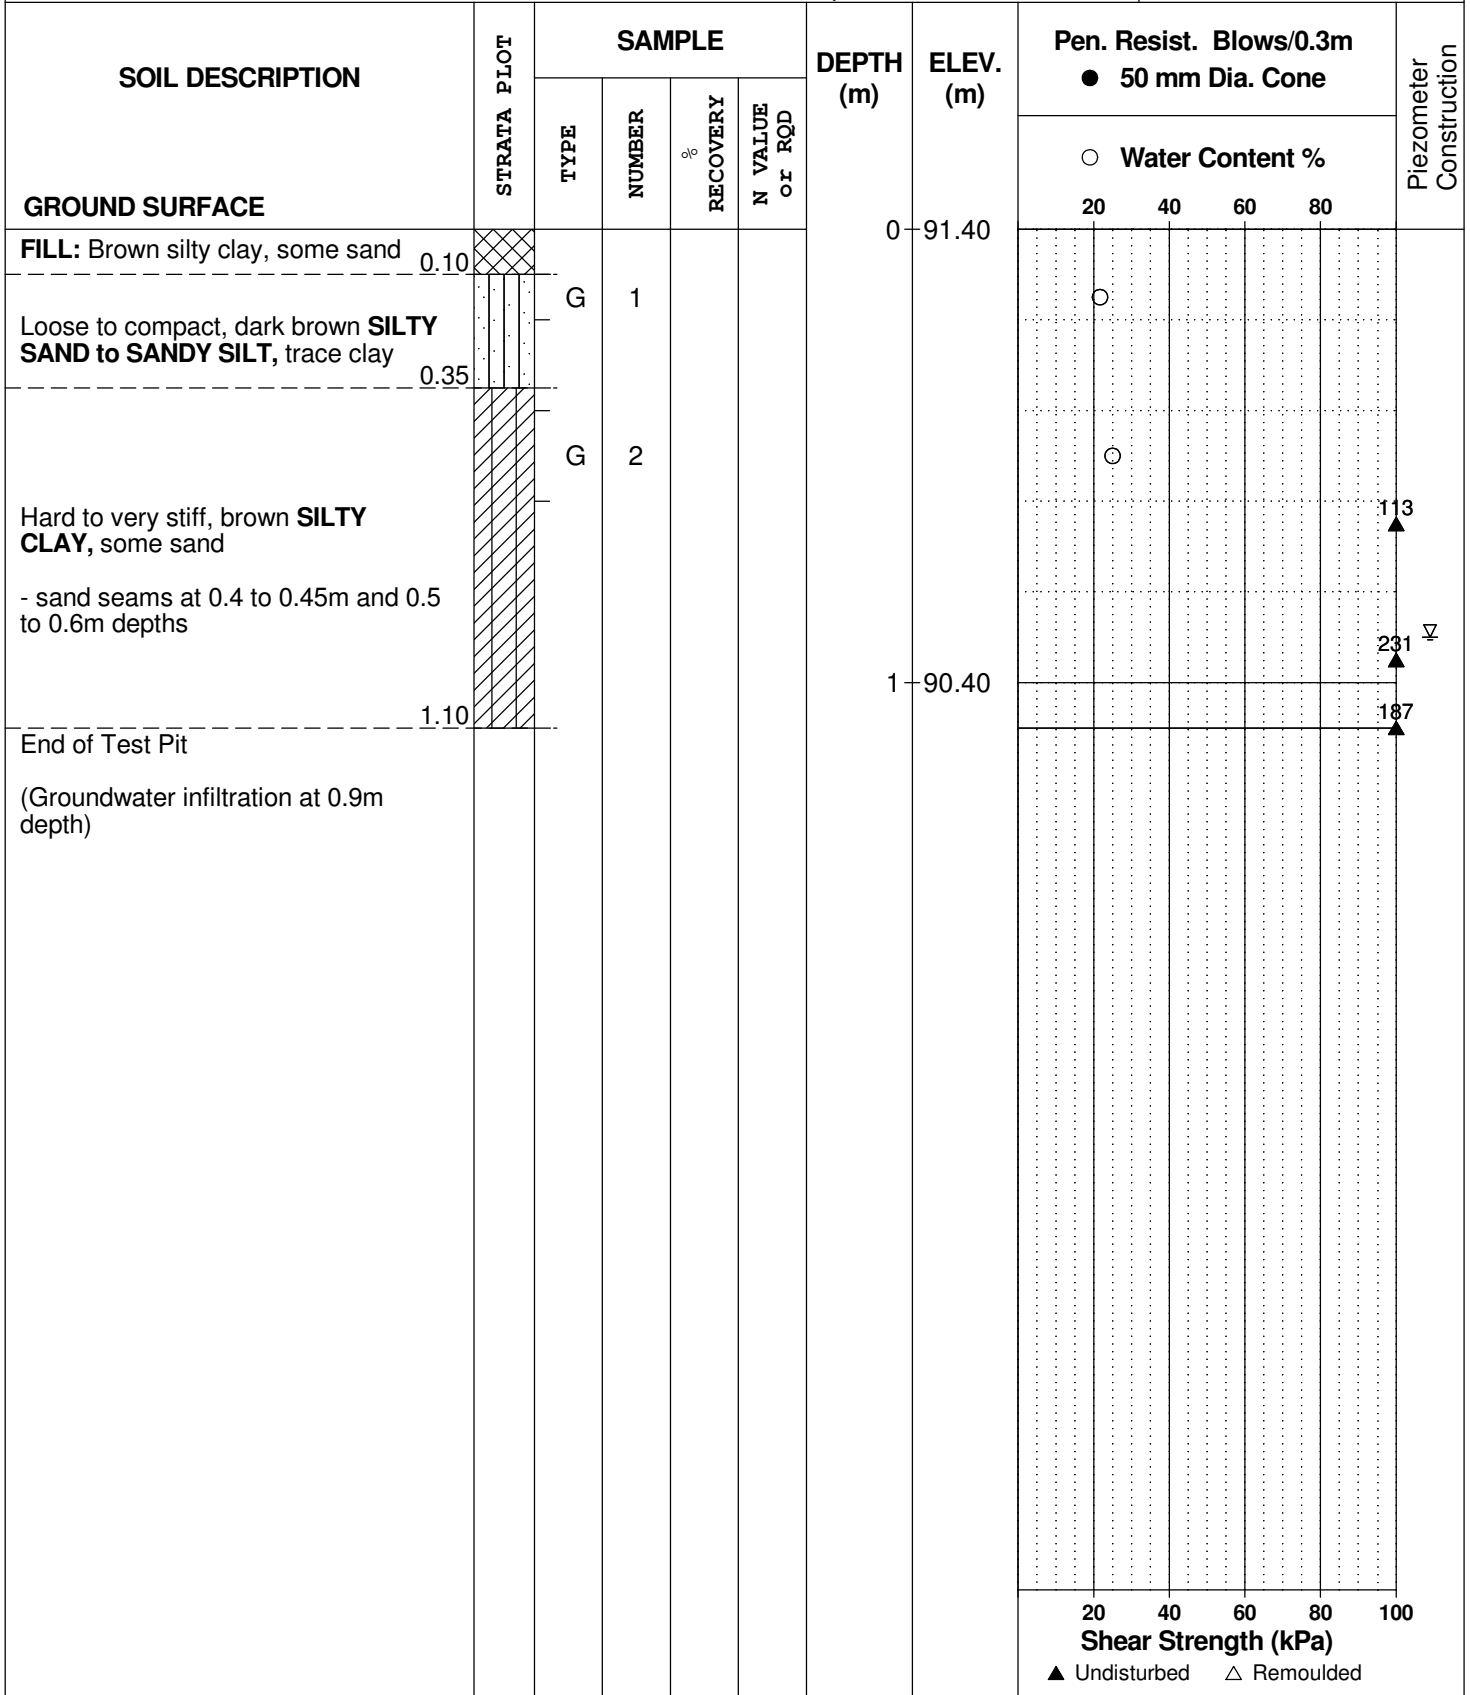 SOIL DESCRIPTION
GROUND SURFACE
STRATA PLOT
SAMPLE
TYPE
NUMBER
%
RECOVERY
N VALUE
or RQD
DEPTH
(m)
ELEV.
(m)
Pen. Resist. Blows/0.3m
● 50 mm Dia. Cone
○ Water Content %
20 40 60 80
Piezometer
Construction
0 91.40
FILL: Brown silty clay, some sand
0.10
G 1
Loose to compact, dark brown SILTY
SAND to SANDY SILT, trace clay
0.35
G 2
113
Hard to very stiff, brown SILTY
CLAY, some sand
- sand seams at 0.4 to 0.45m and 0.5
to 0.6m depths
231
1 90.40
1.10
187
End of Test Pit
(Groundwater infiltration at 0.9m
depth)
20 40 60 80 100
Shear Strength (kPa)
▲ Undisturbed △ Remoulded